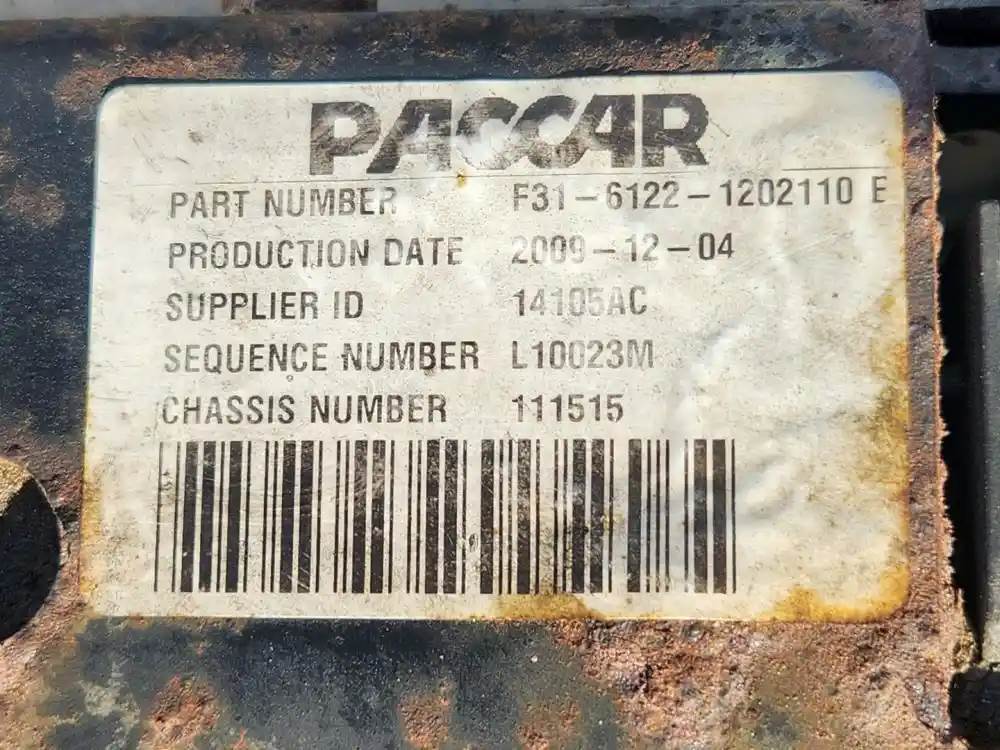 PACCAR
PART NUMBER F31-6122-1202110 E
PRODUCTION DATE 2009-12-04
SUPPLIER ID 14105AC
SEQUENCE NUMBER L10023M
CHASSIS NUMBER 111515